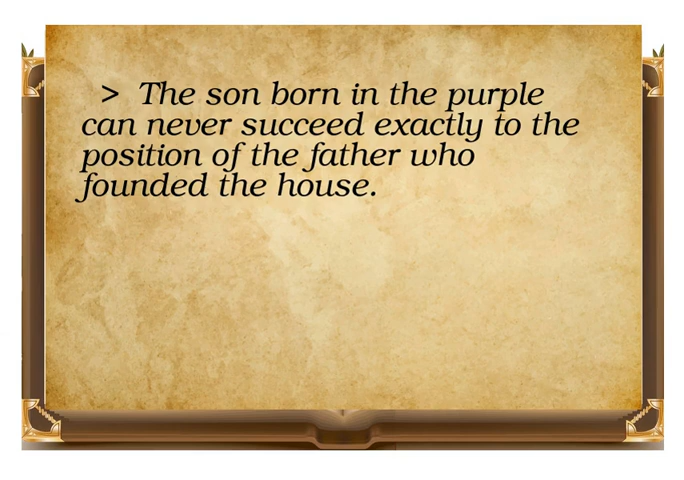 > The son born in the purple
can never succeed exactly to the
position of the father who
founded the house.